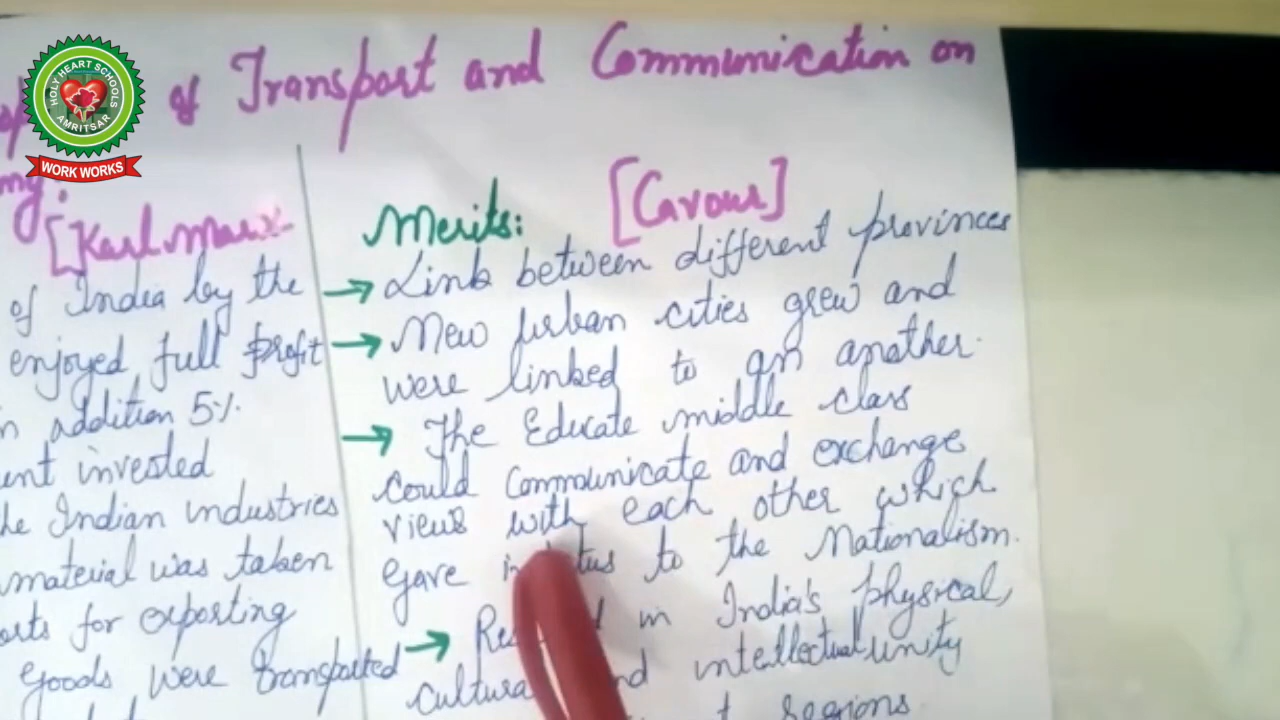 HOLY HEART SCHOOLS
AMRITSAR
WORK WORKS
of Transport and Communication on
[Karl Marx
of India by the
enjoyed full profit
addition 5%.
invested
Indian industries
material was taken
for exporting
goods were transported
Merits: [Cavour]
→ Link between different provinces
→ New urban cities grew and
were linked to an another.
→ The Educate middle class
could communicate and exchange
views with each other which
gave to the Nationalism.
→ in India's physical,
intellectual, unity
regions.